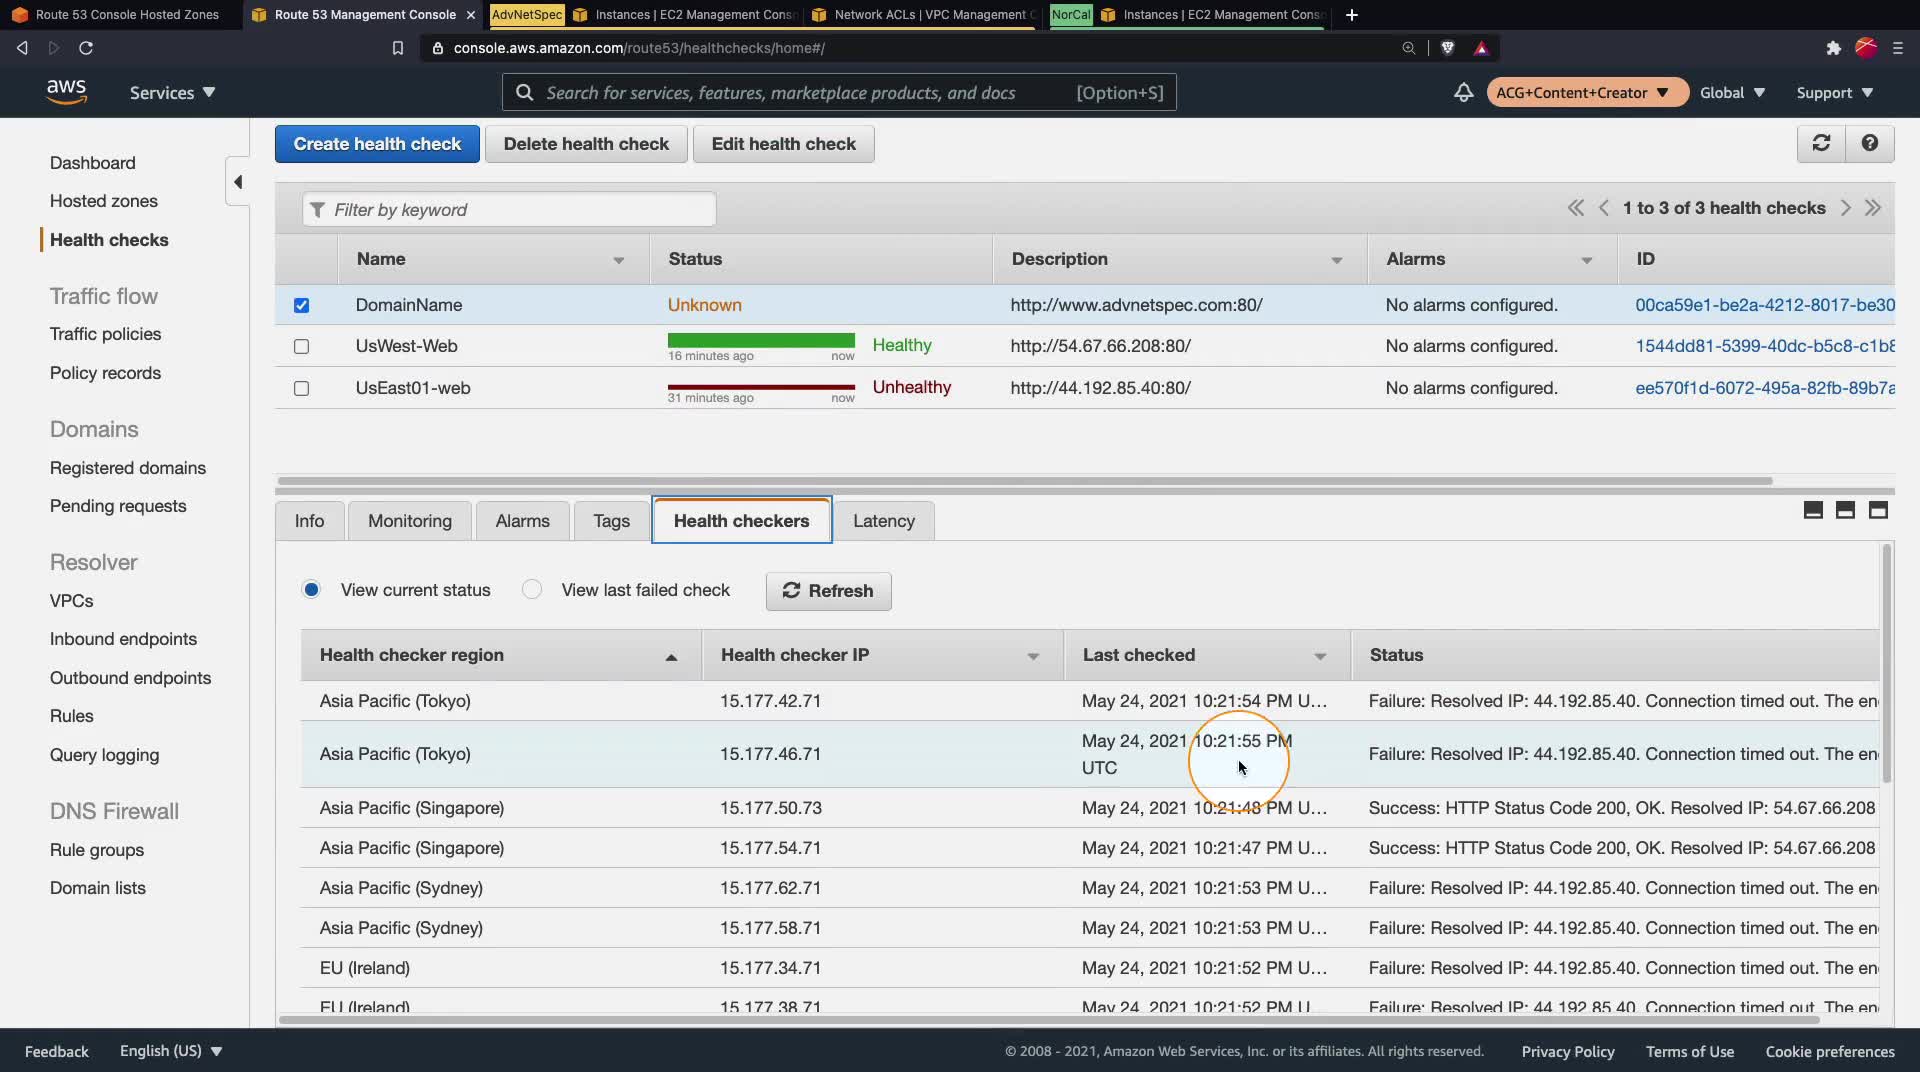 Route 53 Console Hosted Zones
Route 53 Management Console
AdvNetSpec
Instances | EC2 Management Cons
Network ACLs | VPC Management C
NorCal
Instances | EC2 Management Cons
console.aws.amazon.com/route53/healthchecks/home#/
aws
Services
Search for services, features, marketplace products, and docs
[Option+S]
ACG+Content+Creator
Global
Support
Dashboard
Hosted zones
Health checks
Traffic flow
Traffic policies
Policy records
Domains
Registered domains
Pending requests
Resolver
VPCs
Inbound endpoints
Outbound endpoints
Rules
Query logging
DNS Firewall
Rule groups
Domain lists
Create health check
Delete health check
Edit health check
Filter by keyword
1 to 3 of 3 health checks
Name Status Description Alarms ID
DomainName Unknown http://www.advnetspec.com:80/ No alarms configured. 00ca59e1-be2a-4212-8017-be30
UsWest-Web 16 minutes ago now Healthy http://54.67.66.208:80/ No alarms configured. 1544dd81-5399-40dc-b5c8-c1b8
UsEast01-web 31 minutes ago now Unhealthy http://44.192.85.40:80/ No alarms configured. ee570f1d-6072-495a-82fb-89b7a
Info
Monitoring
Alarms
Tags
Health checkers
Latency
View current status
View last failed check
Refresh
Health checker region Health checker IP Last checked Status
Asia Pacific (Tokyo) 15.177.42.71 May 24, 2021 10:21:54 PM U... Failure: Resolved IP: 44.192.85.40. Connection timed out. The en
Asia Pacific (Tokyo) 15.177.46.71 May 24, 2021 10:21:55 PM UTC Failure: Resolved IP: 44.192.85.40. Connection timed out. The en
Asia Pacific (Singapore) 15.177.50.73 May 24, 2021 10:21:48 PM U... Success: HTTP Status Code 200, OK. Resolved IP: 54.67.66.208
Asia Pacific (Singapore) 15.177.54.71 May 24, 2021 10:21:47 PM U... Success: HTTP Status Code 200, OK. Resolved IP: 54.67.66.208
Asia Pacific (Sydney) 15.177.62.71 May 24, 2021 10:21:53 PM U... Failure: Resolved IP: 44.192.85.40. Connection timed out. The en
Asia Pacific (Sydney) 15.177.58.71 May 24, 2021 10:21:53 PM U... Failure: Resolved IP: 44.192.85.40. Connection timed out. The en
EU (Ireland) 15.177.34.71 May 24, 2021 10:21:52 PM U... Failure: Resolved IP: 44.192.85.40. Connection timed out. The en
EU (Ireland) 15.177.38.71 May 24, 2021 10:21:52 PM U... Failure: Resolved IP: 44.192.85.40. Connection timed out. The en
Feedback
English (US)
© 2008 - 2021, Amazon Web Services, Inc. or its affiliates. All rights reserved.
Privacy Policy
Terms of Use
Cookie preferences